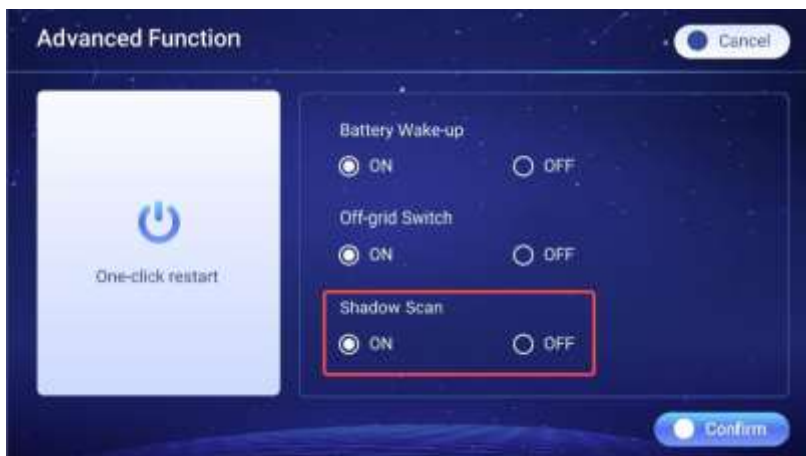 Advanced Function
Cancel
One-click restart
Battery Wake-up
ON OFF
Off-grid Switch
ON OFF
Shadow Scan
ON OFF
Confirm